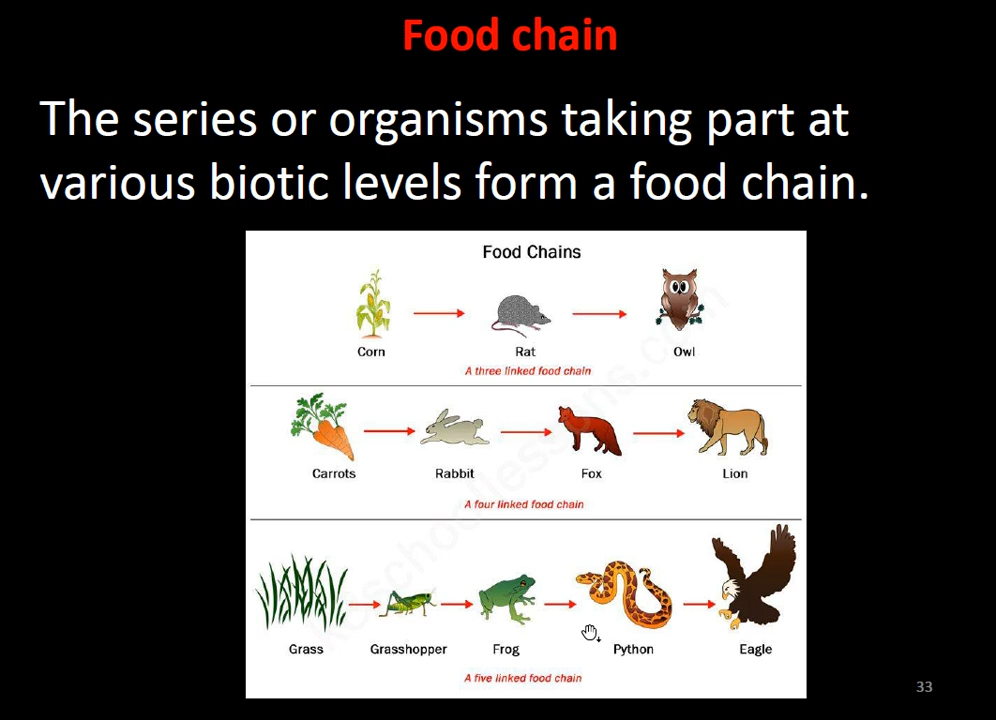 Food chain
The series or organisms taking part at
various biotic levels form a food chain.
Food Chains
Corn Rat Owl
A three linked food chain
Carrots Rabbit Fox Lion
A four linked food chain
Grass Grasshopper Frog Python Eagle
A five linked food chain
33